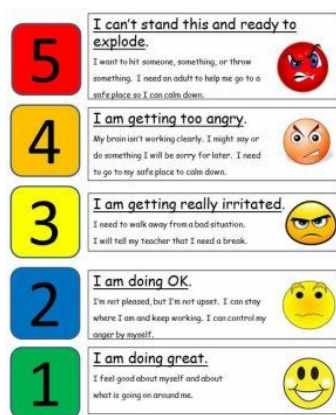 5
I can't stand this and ready to
explode.
I want to hit someone, something, or throw
something. I need an adult to help me go to a
safe place so I can calm down.
4
I am getting too angry.
My brain isn't working clearly. I might say or
do something I will be sorry for later. I need
to go to my safe place to calm down.
3
I am getting really irritated.
I need to walk away from a bad situation.
I will tell my teacher that I need a break.
2
I am doing OK.
I'm not pleased, but I'm not upset. I can stay
where I am and keep working. I can control my
anger by myself.
1
I am doing great.
I feel good about myself and about
what is going on around me.